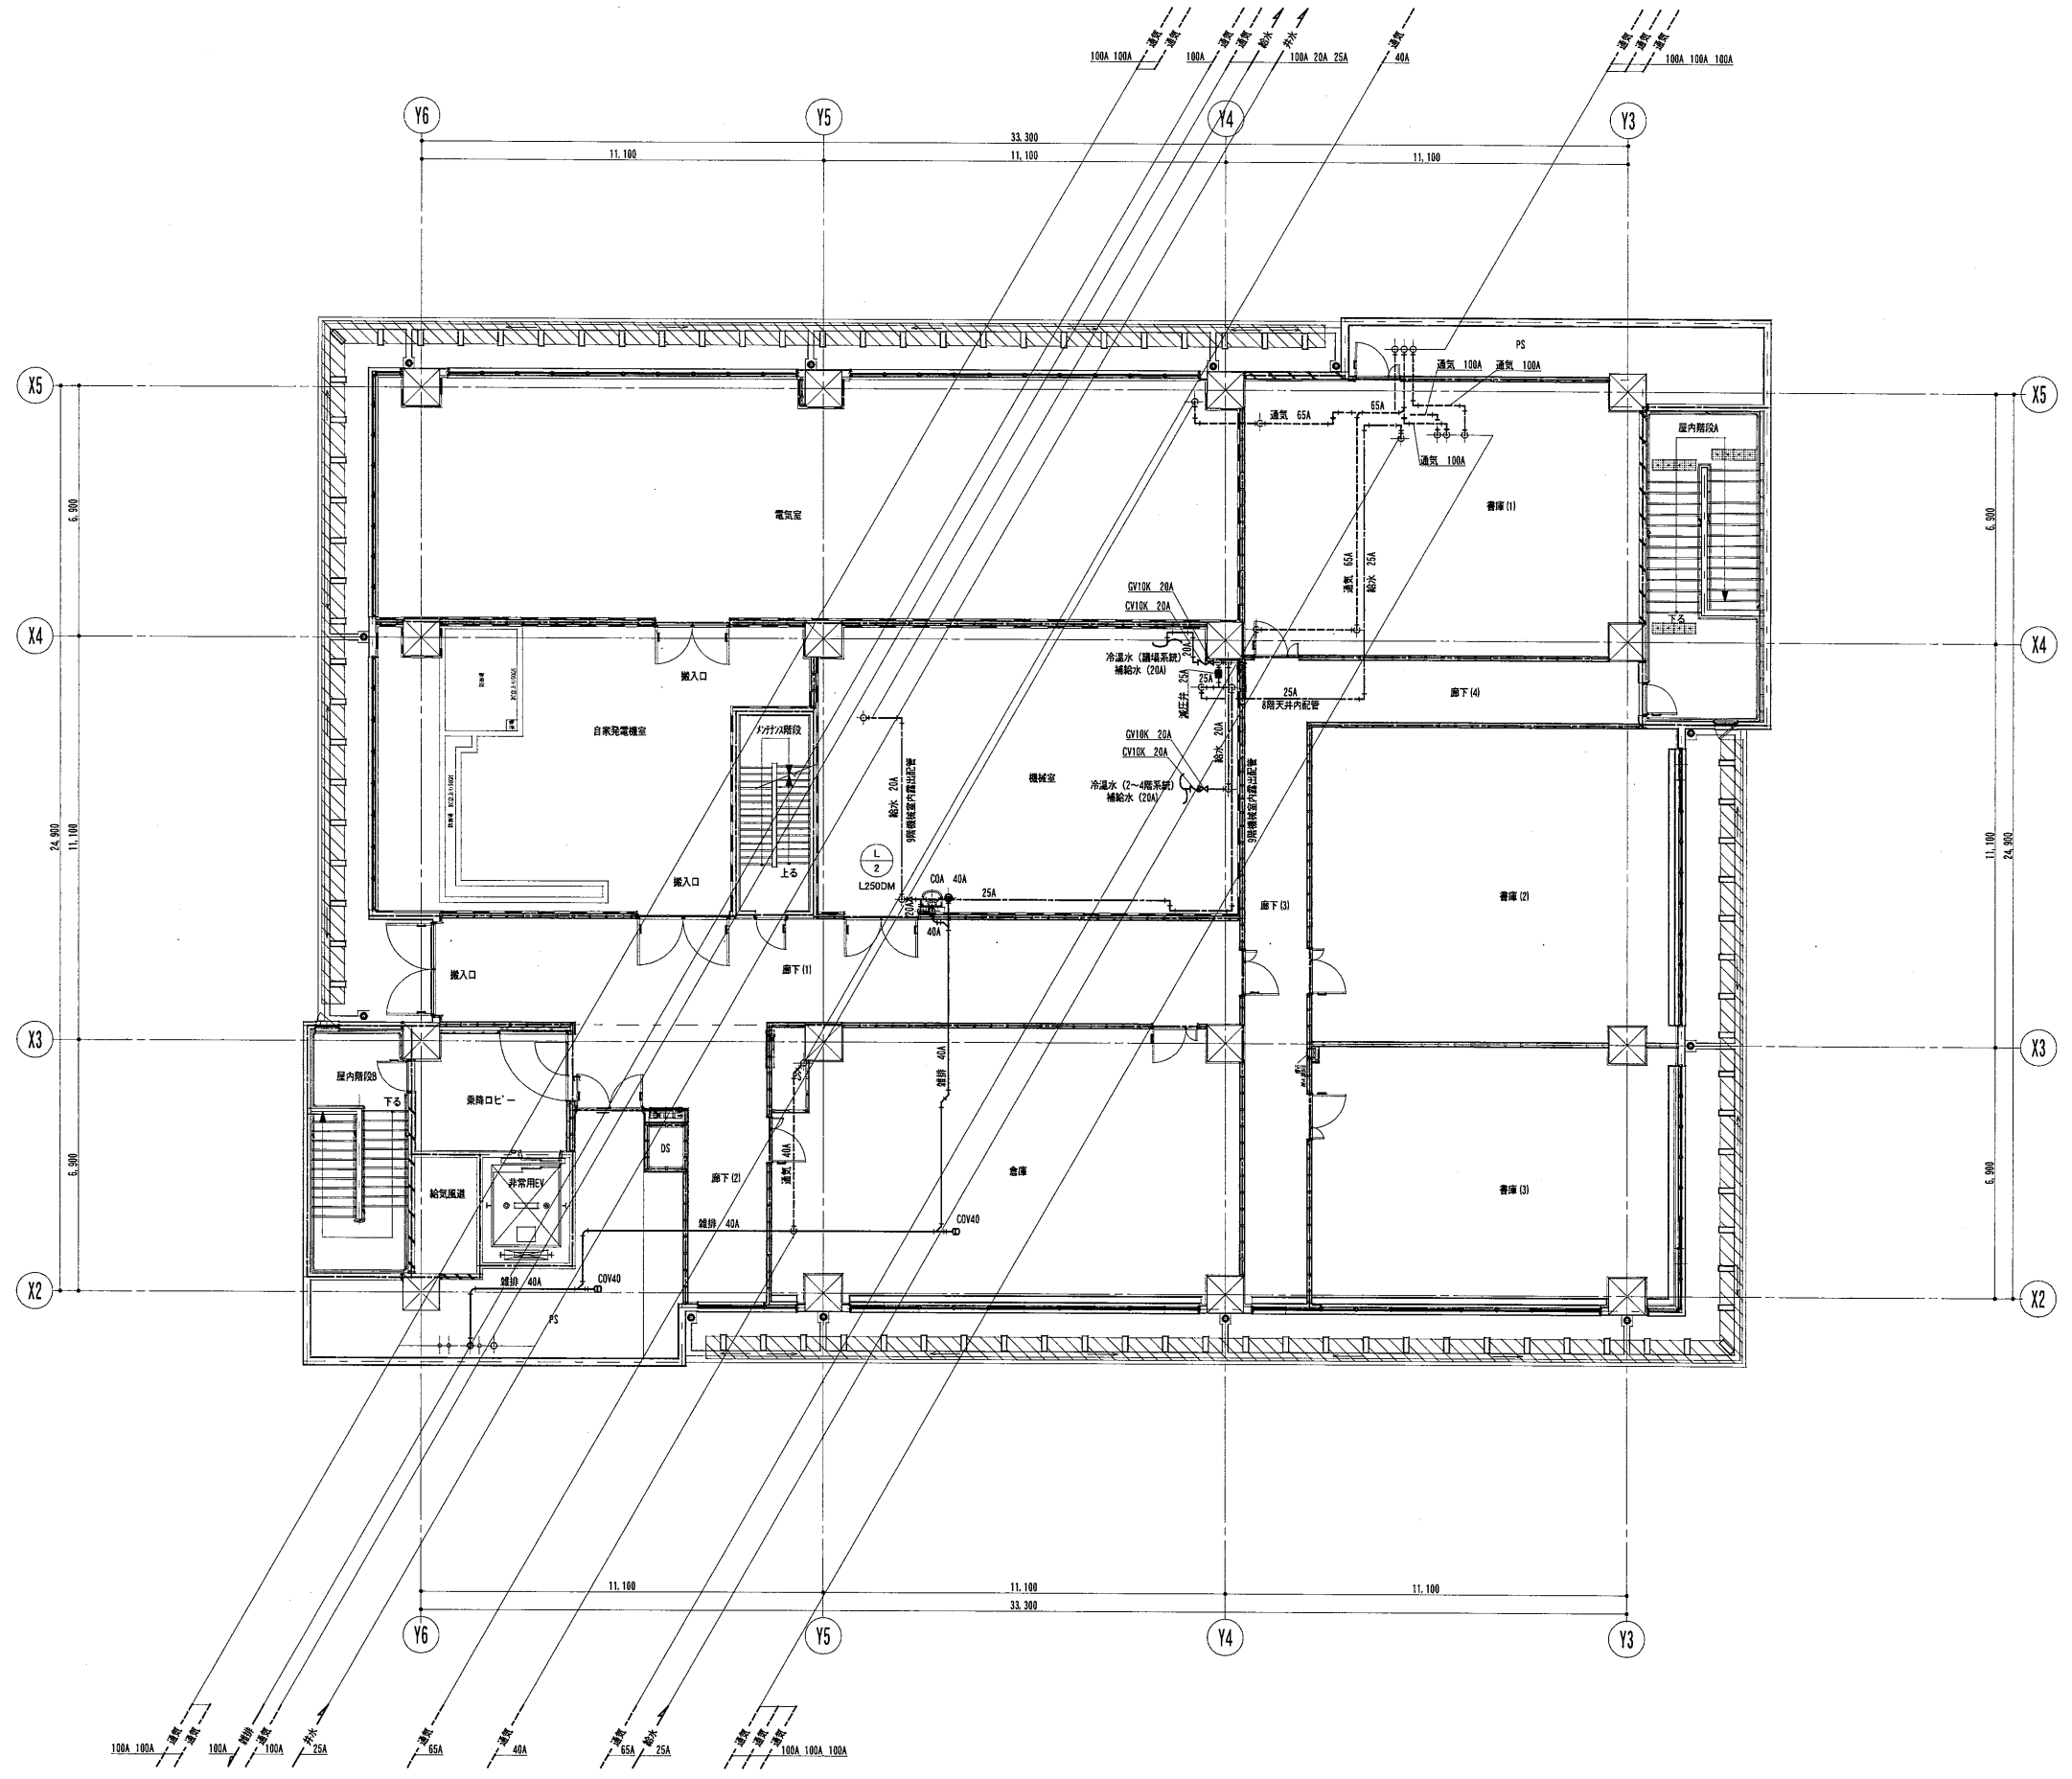 通気
通気
100A 100A
通気
通気
給水
井水
100A
100A 20A 25A
通気
40A
通気
通気
通気
100A 100A 100A
Y6
Y5
Y4
Y3
33,300
11,100
11,100
11,100
X5
X5
PS
通気 100A
通気 100A
65A
通気 65A
通気 100A
屋内階段A
6,900
電気室
書庫(1)
6,900
通気 65A
給水 25A
GV10K 20A
CV10K 20A
下る
X4
X4
20A
搬入口
冷温水（議場系統）
補給水（20A）
減圧弁 25A
25A
25A
8階天井内配管
廊下(4)
自家発電機室
メンテナンス階段
GV10K 20A
CV10K 20A
給水 20A
機械室
冷温水（2～4階系統）
補給水（20A）
給水 20A
9階機械室内露出配管
9階機械室内露出配管
24,900
11,100
11,100
24,900
L
2
L250DM
上る
搬入口
COA 40A
25A
20A
40A
書庫(2)
廊下(3)
搬入口
廊下(1)
X3
X3
屋内階段B
下る
乗降ロビー
雑排 40A
DS
廊下(2)
通気 40A
倉庫
6,900
給気風道
非常用EV
書庫(3)
6,900
雑排 40A
COV40
雑排 40A
COV40
X2
X2
PS
11,100
11,100
11,100
33,300
Y6
Y5
Y4
Y3
通気
通気
100A 100A
雑排
通気
100A
100A
井水
25A
通気
65A
通気
40A
通気
給水
65A
25A
通気
通気
通気
100A 100A 100A